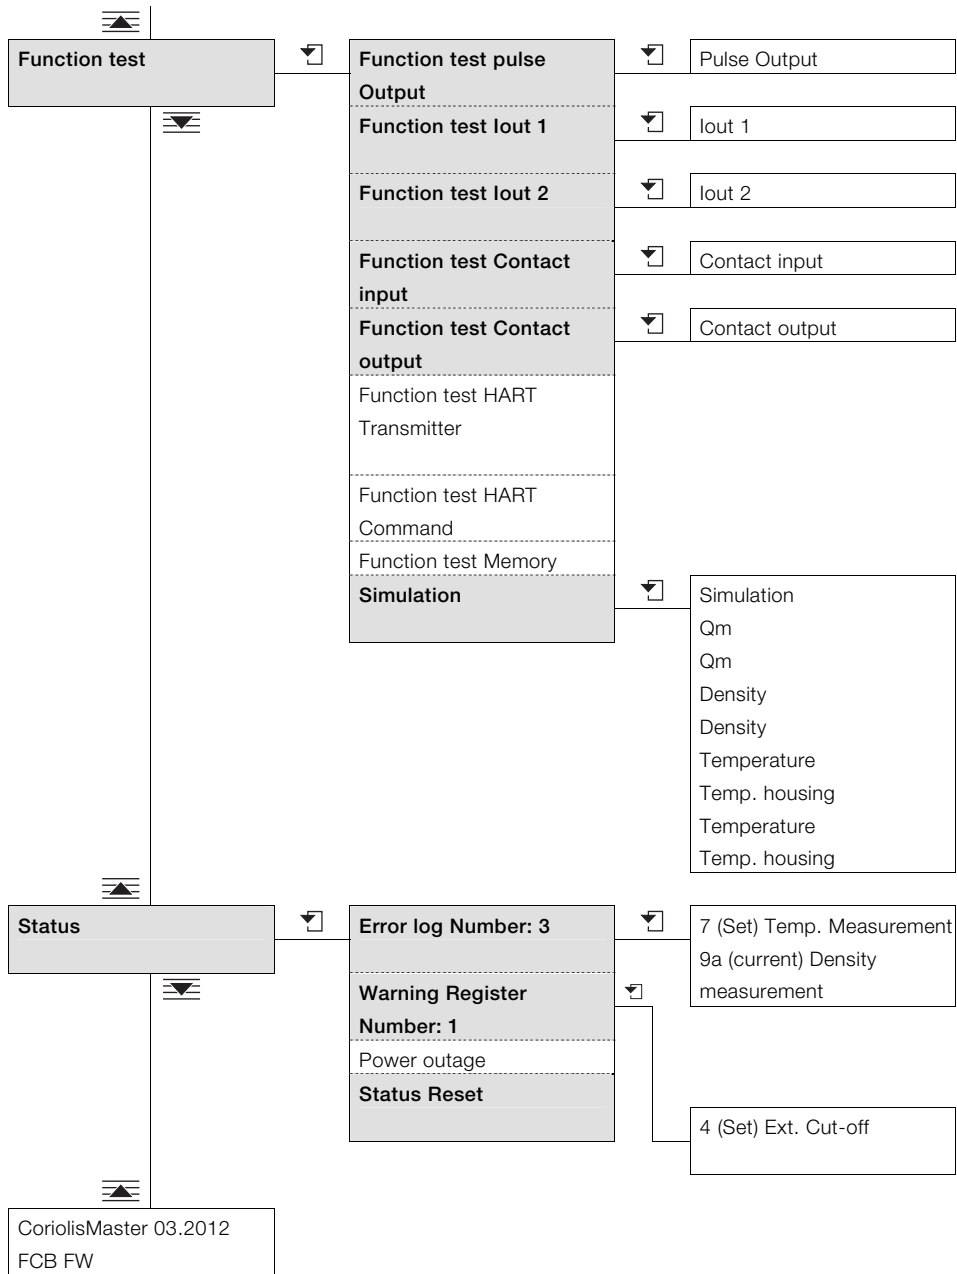 Function test
Function test pulse
Output
Pulse Output
Function test Iout 1
Iout 1
Function test Iout 2
Iout 2
Function test Contact
input
Contact input
Function test Contact
output
Contact output
Function test HART
Transmitter
Function test HART
Command
Function test Memory
Simulation
Simulation
Qm
Qm
Density
Density
Temperature
Temp. housing
Temperature
Temp. housing
Status
Error log Number: 3
7 (Set) Temp. Measurement
9a (current) Density
measurement
Warning Register
Number: 1
Power outage
Status Reset
4 (Set) Ext. Cut-off
CoriolisMaster 03.2012
FCB FW